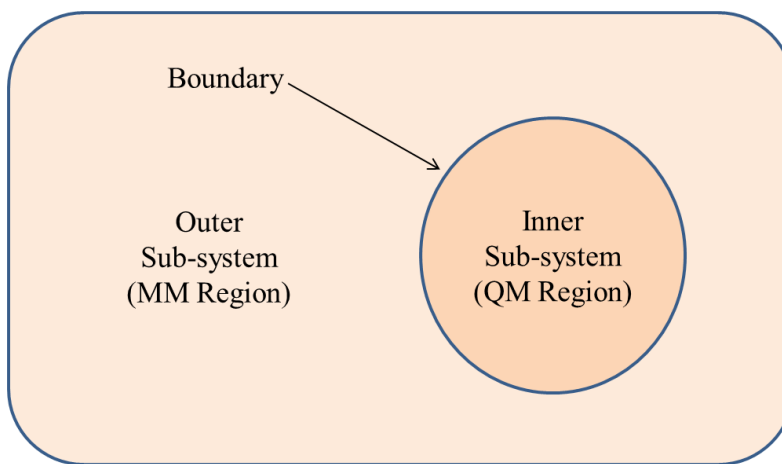 Boundary
Outer
Sub-system
(MM Region)
Inner
Sub-system
(QM Region)